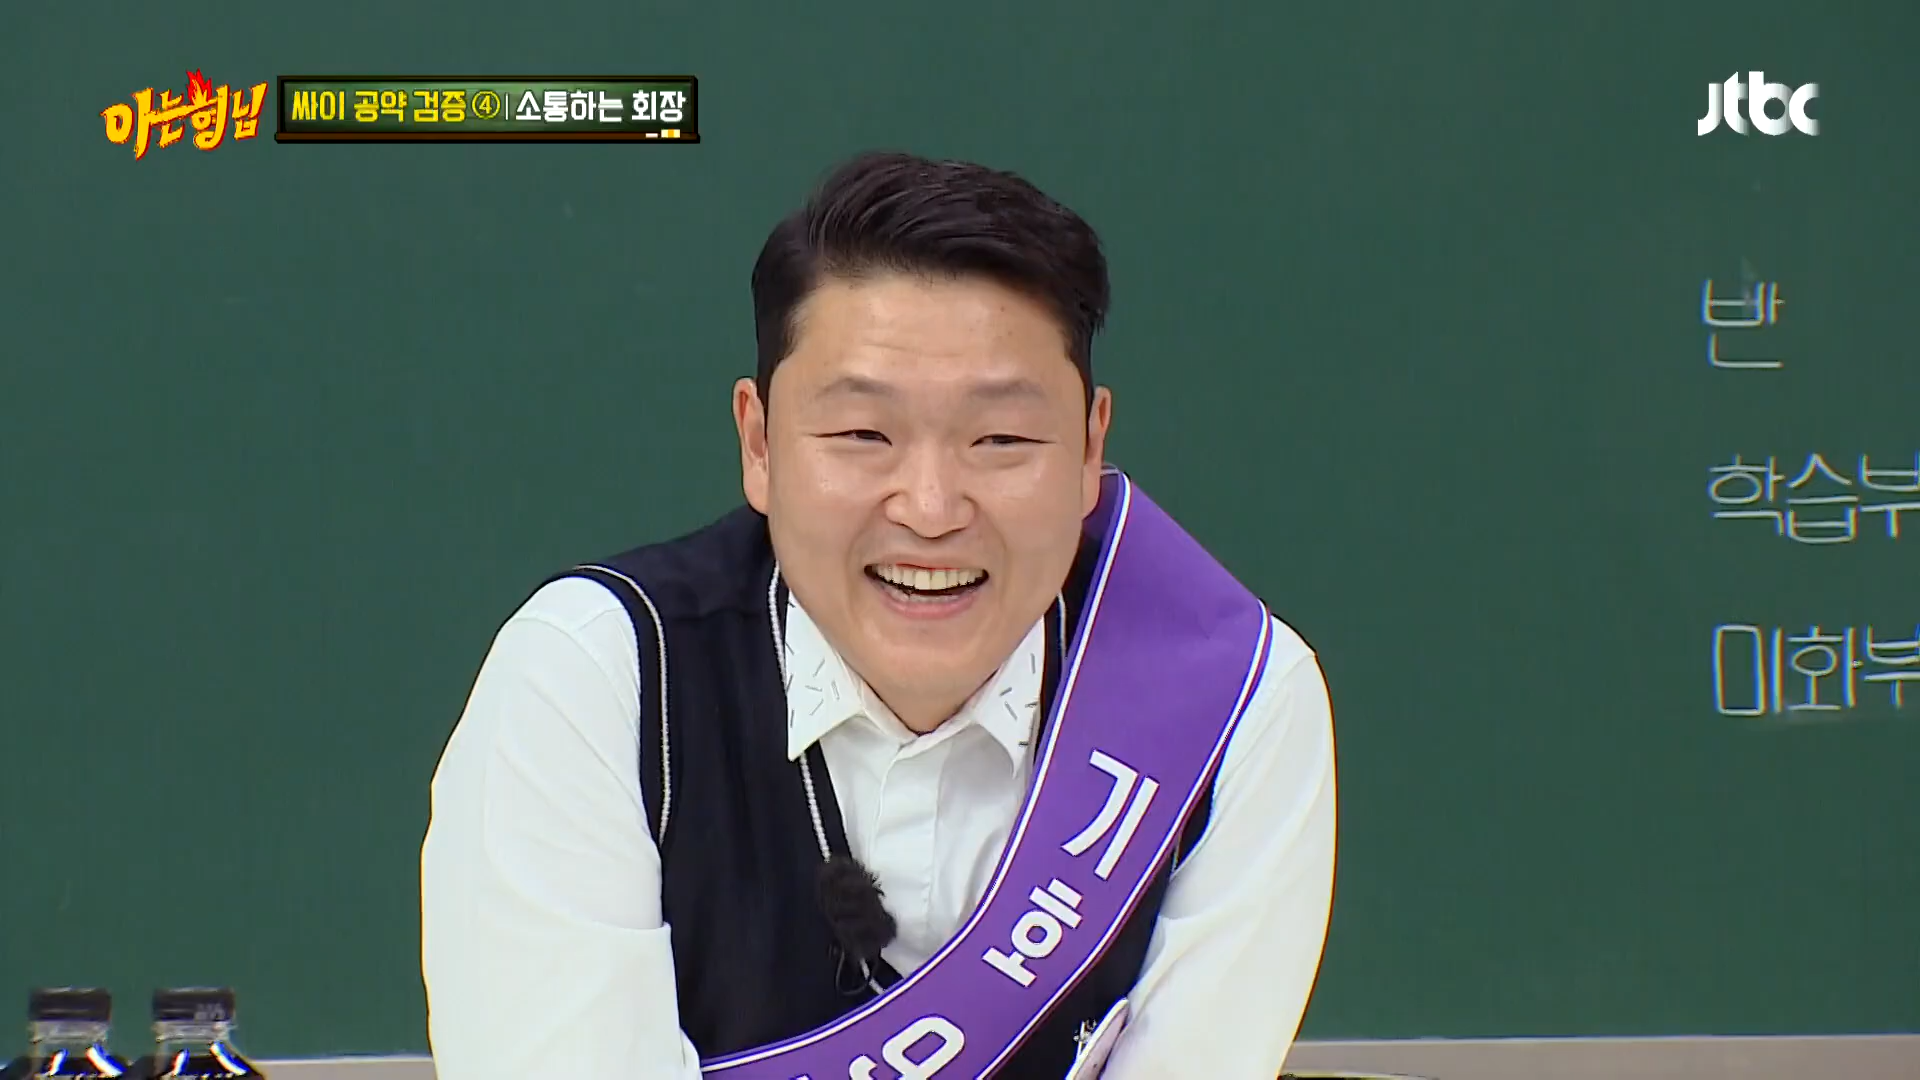 아는형님
싸이 공약 검증 ④ | 소통하는 회장
jtbc
반
학습부
미화부
기호